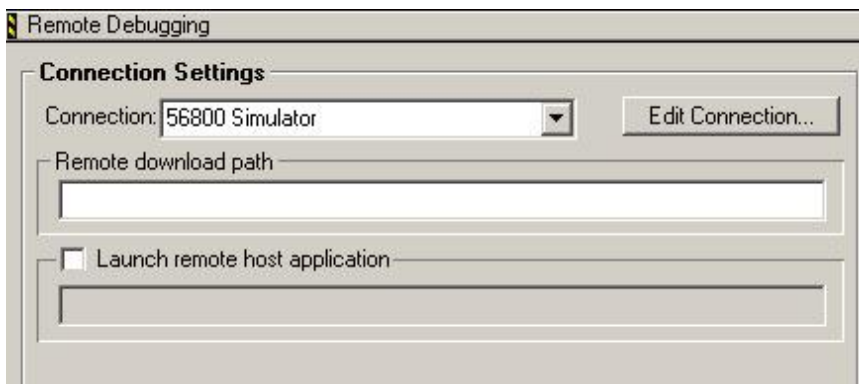 Remote Debugging
Connection Settings
Connection: 56800 Simulator Edit Connection...
Remote download path
Launch remote host application